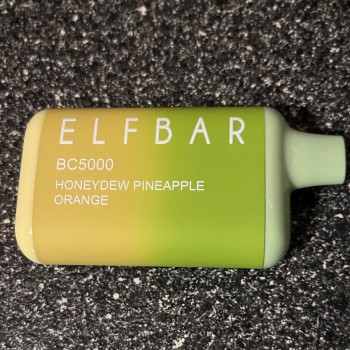 ELFBAR
BC5000
HONEYDEW PINEAPPLE
ORANGE